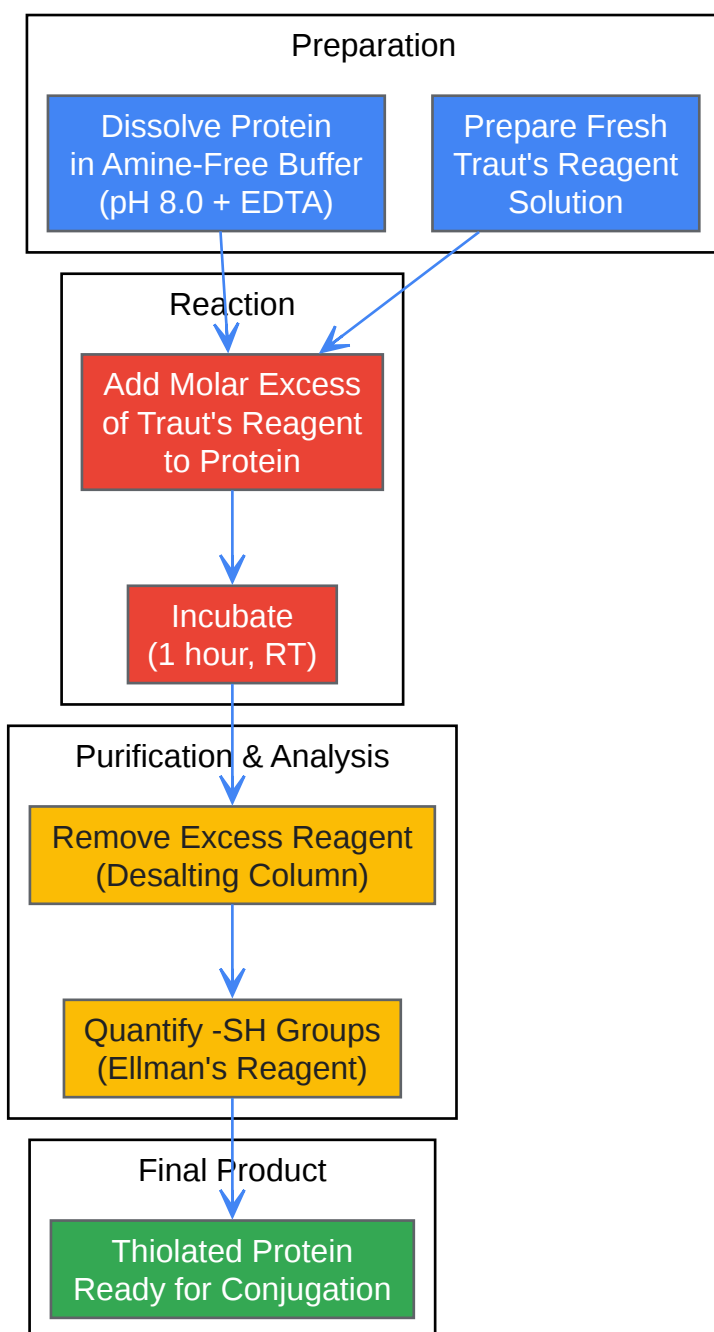 Preparation
Dissolve Protein
in Amine-Free Buffer
(pH 8.0 + EDTA)
Prepare Fresh
Traut's Reagent
Solution
Reaction
Add Molar Excess
of Traut's Reagent
to Protein
Incubate
(1 hour, RT)
Purification & Analysis
Remove Excess Reagent
(Desalting Column)
Quantify -SH Groups
(Ellman's Reagent)
Final Product
Thiolated Protein
Ready for Conjugation